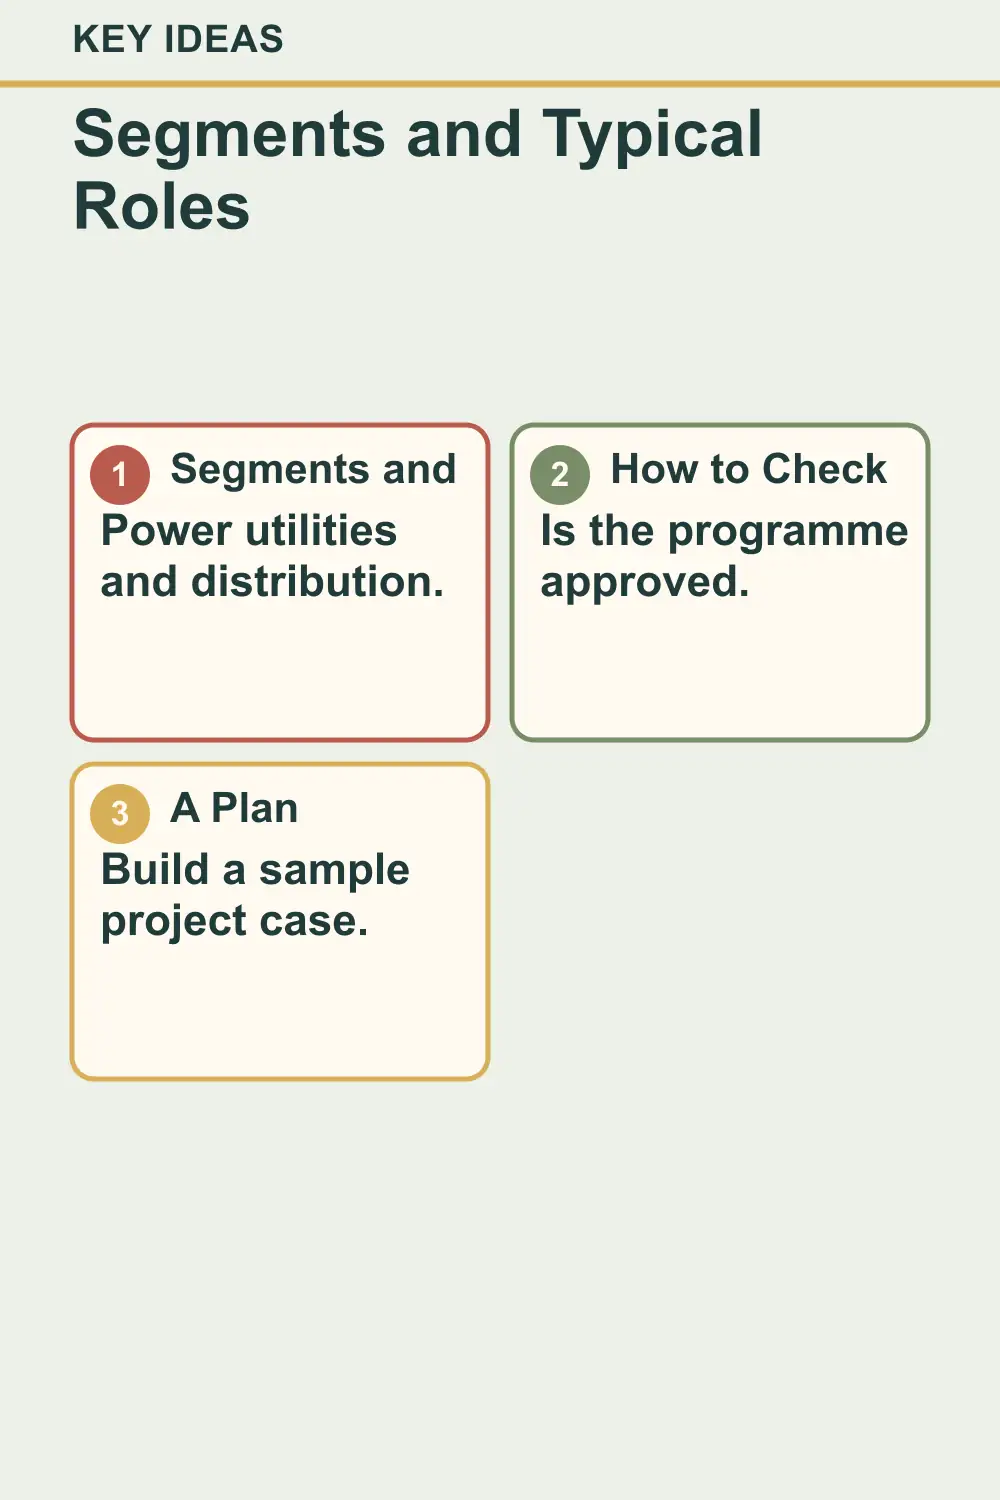 KEY IDEAS
Segments and Typical
Roles
1 Segments and
Power utilities
and distribution.
2 How to Check
Is the programme
approved.
3 A Plan
Build a sample
project case.